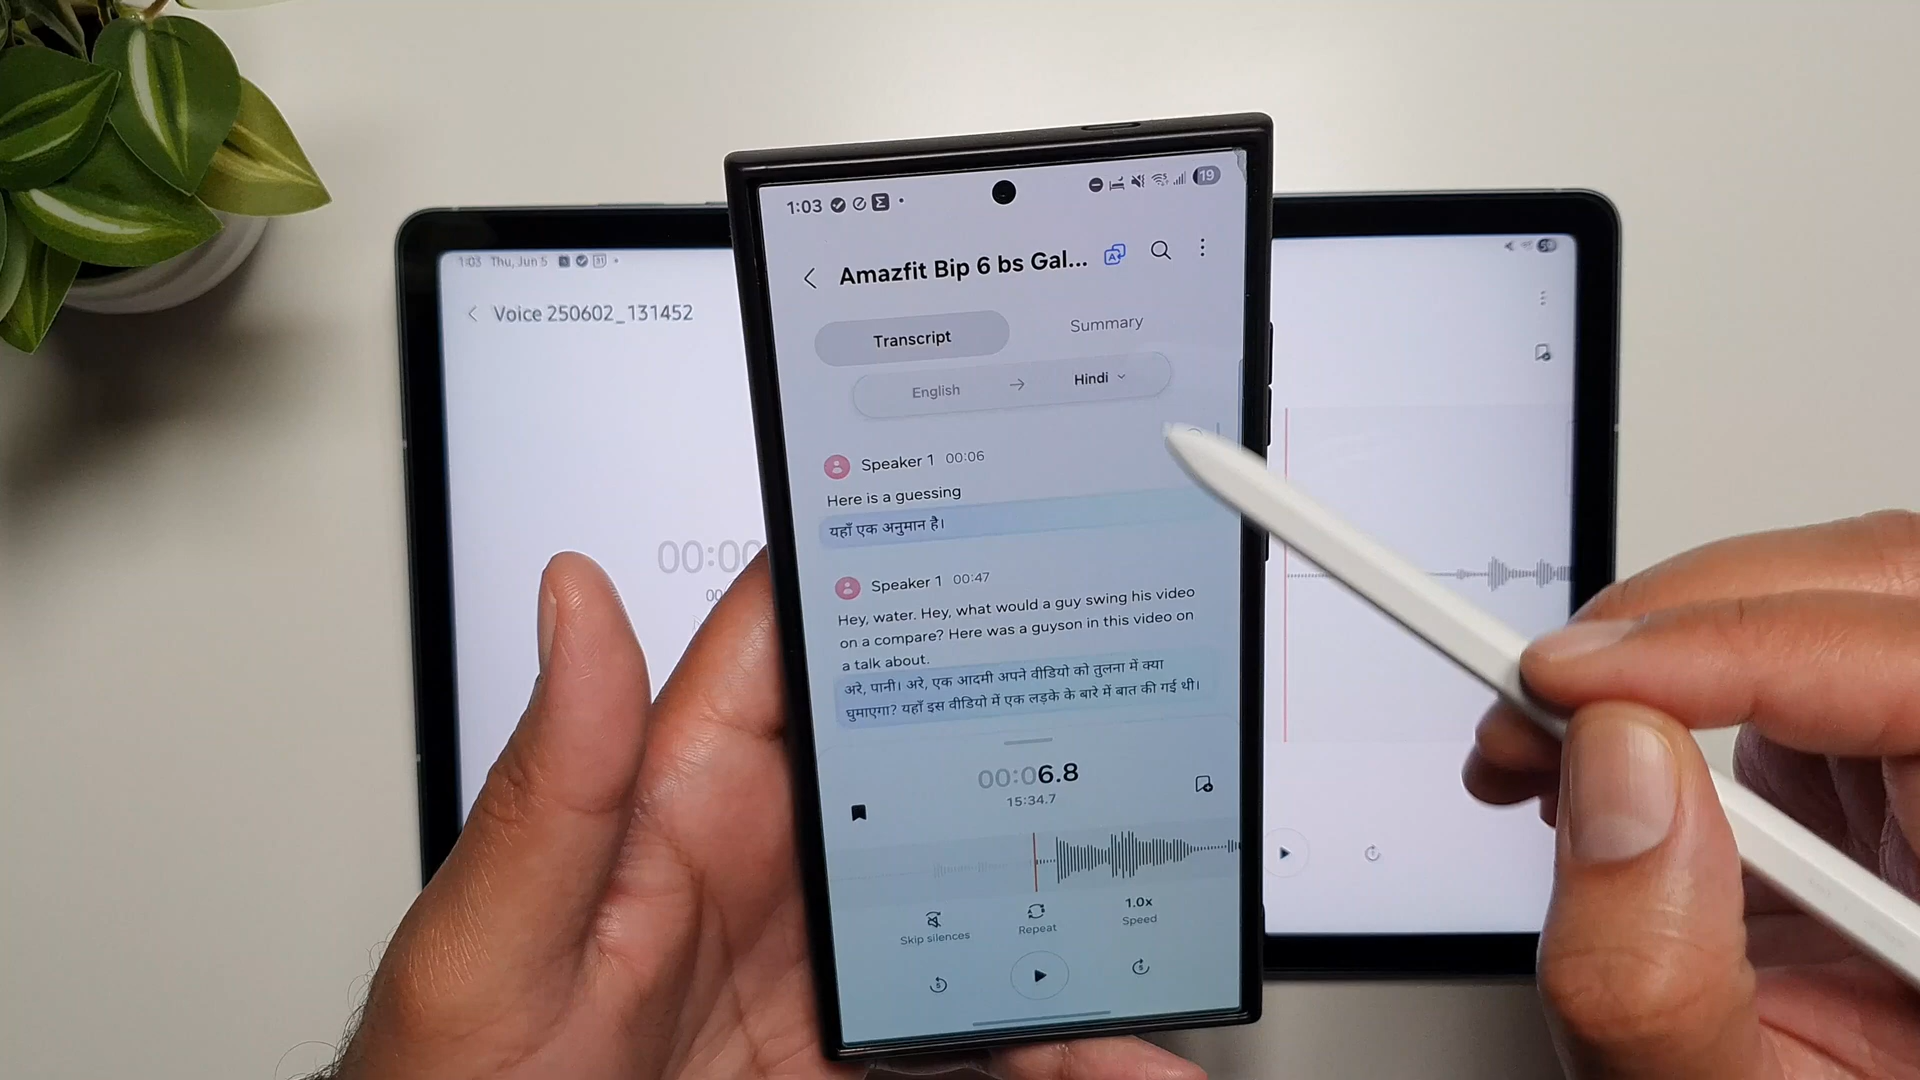 1:03 Thu, Jun 5
Voice 250602_131452
00:00
00
1:03
19
Amazfit Bip 6 bs Gal...
Transcript
Summary
English → Hindi
Speaker 1 00:06
Here is a guessing
यहाँ एक अनुमान है।
Speaker 1 00:47
Hey, water. Hey, what would a guy swing his video
on a compare? Here was a guyson in this video on
a talk about.
अरे, पानी। अरे, एक आदमी अपने वीडियो को तुलना में क्या
घुमाएगा? यहाँ इस वीडियो में एक लड़के के बारे में बात की गई थी।
00:06.8
15:34.7
Skip silences
Repeat
1.0x
Speed
5
5